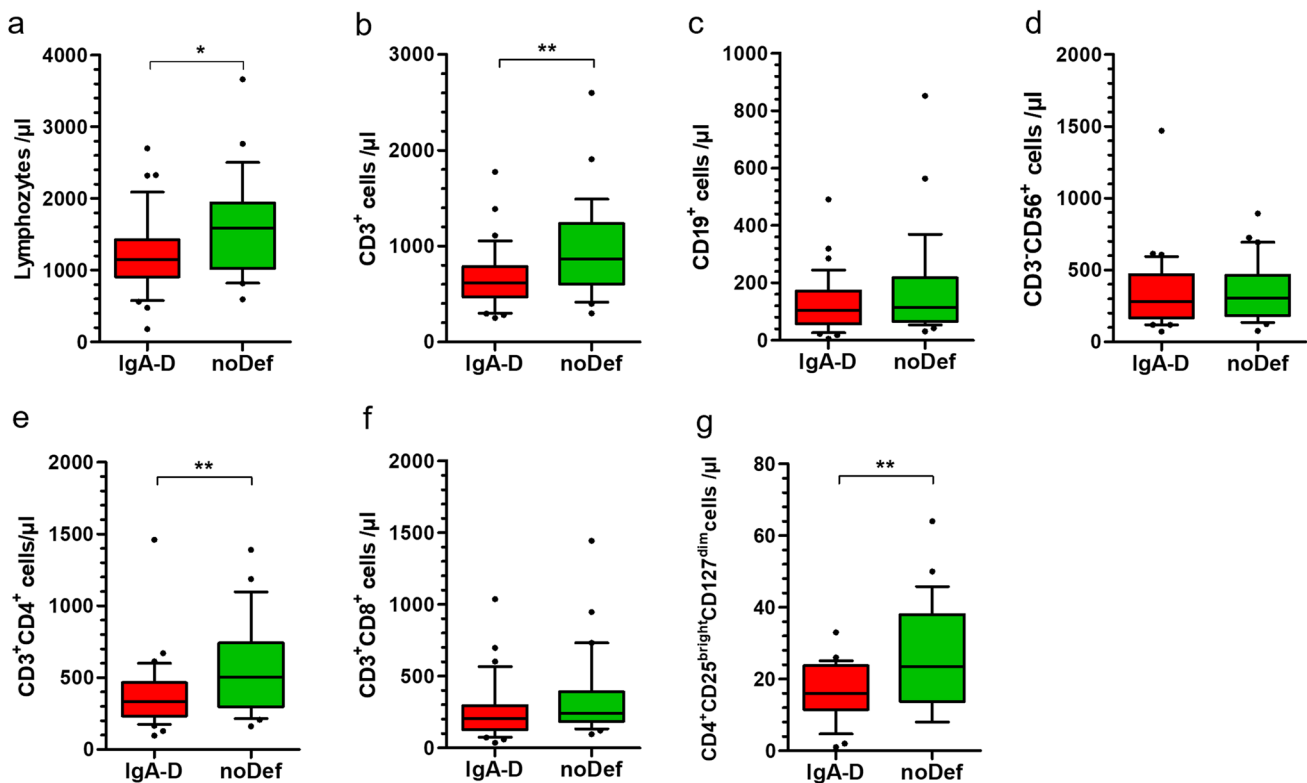 a
Lymphozytes /µl
4000
3000
2000
1000
0
*
IgA-D noDef
b
CD3⁺ cells /µl
3000
2000
1000
0
**
IgA-D noDef
c
CD19⁺ cells /µl
1000
800
600
400
200
0
IgA-D noDef
d
CD3⁻CD56⁺ cells /µl
2000
1500
1000
500
0
IgA-D noDef
e
CD3⁺CD4⁺ cells/µl
2000
1500
1000
500
0
**
IgA-D noDef
f
CD3⁺CD8⁺ cells /µl
2000
1500
1000
500
0
IgA-D noDef
g
CD4⁺CD25ᵇʳⁱᵍʰᵗCD127ᵈⁱᵐcells /µl
80
60
40
20
0
**
IgA-D noDef